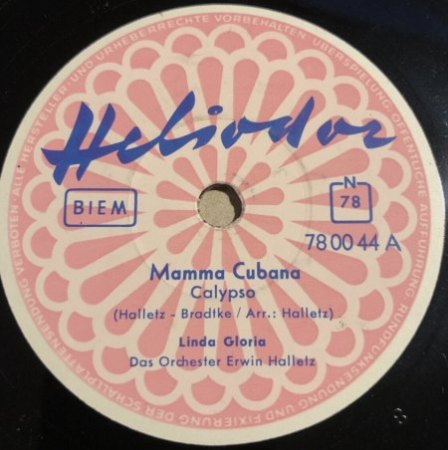 ALLE HERSTELLER UND URHEBERRECHTE VORBEHALTEN · ÜBERSPIELUNG · ÖFFENTLICHE AUFFÜHRUNG · RUNDFUNKSENDUNG UND FIXIERUNG DER SCHALLPLATTENSENDUNG VERBOTEN ·
Heliodor
BIEM
N
78
78 00 44 A
Mamma Cubana
Calypso
(Halletz - Bradtke / Arr.: Halletz)
Linda Gloria
Das Orchester Erwin Halletz